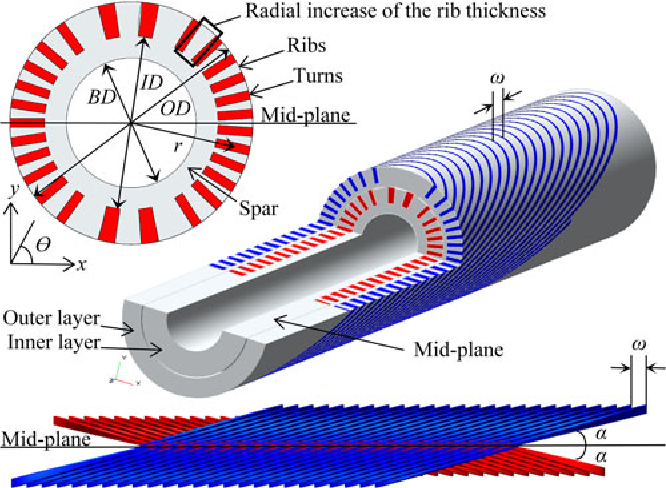 Radial increase of the rib thickness
Ribs
Turns
Mid-plane
BD
ID
OD
r
Spar
y
Θ
x
ω
Outer layer
Inner layer
Mid-plane
ω
Mid-plane
α
α